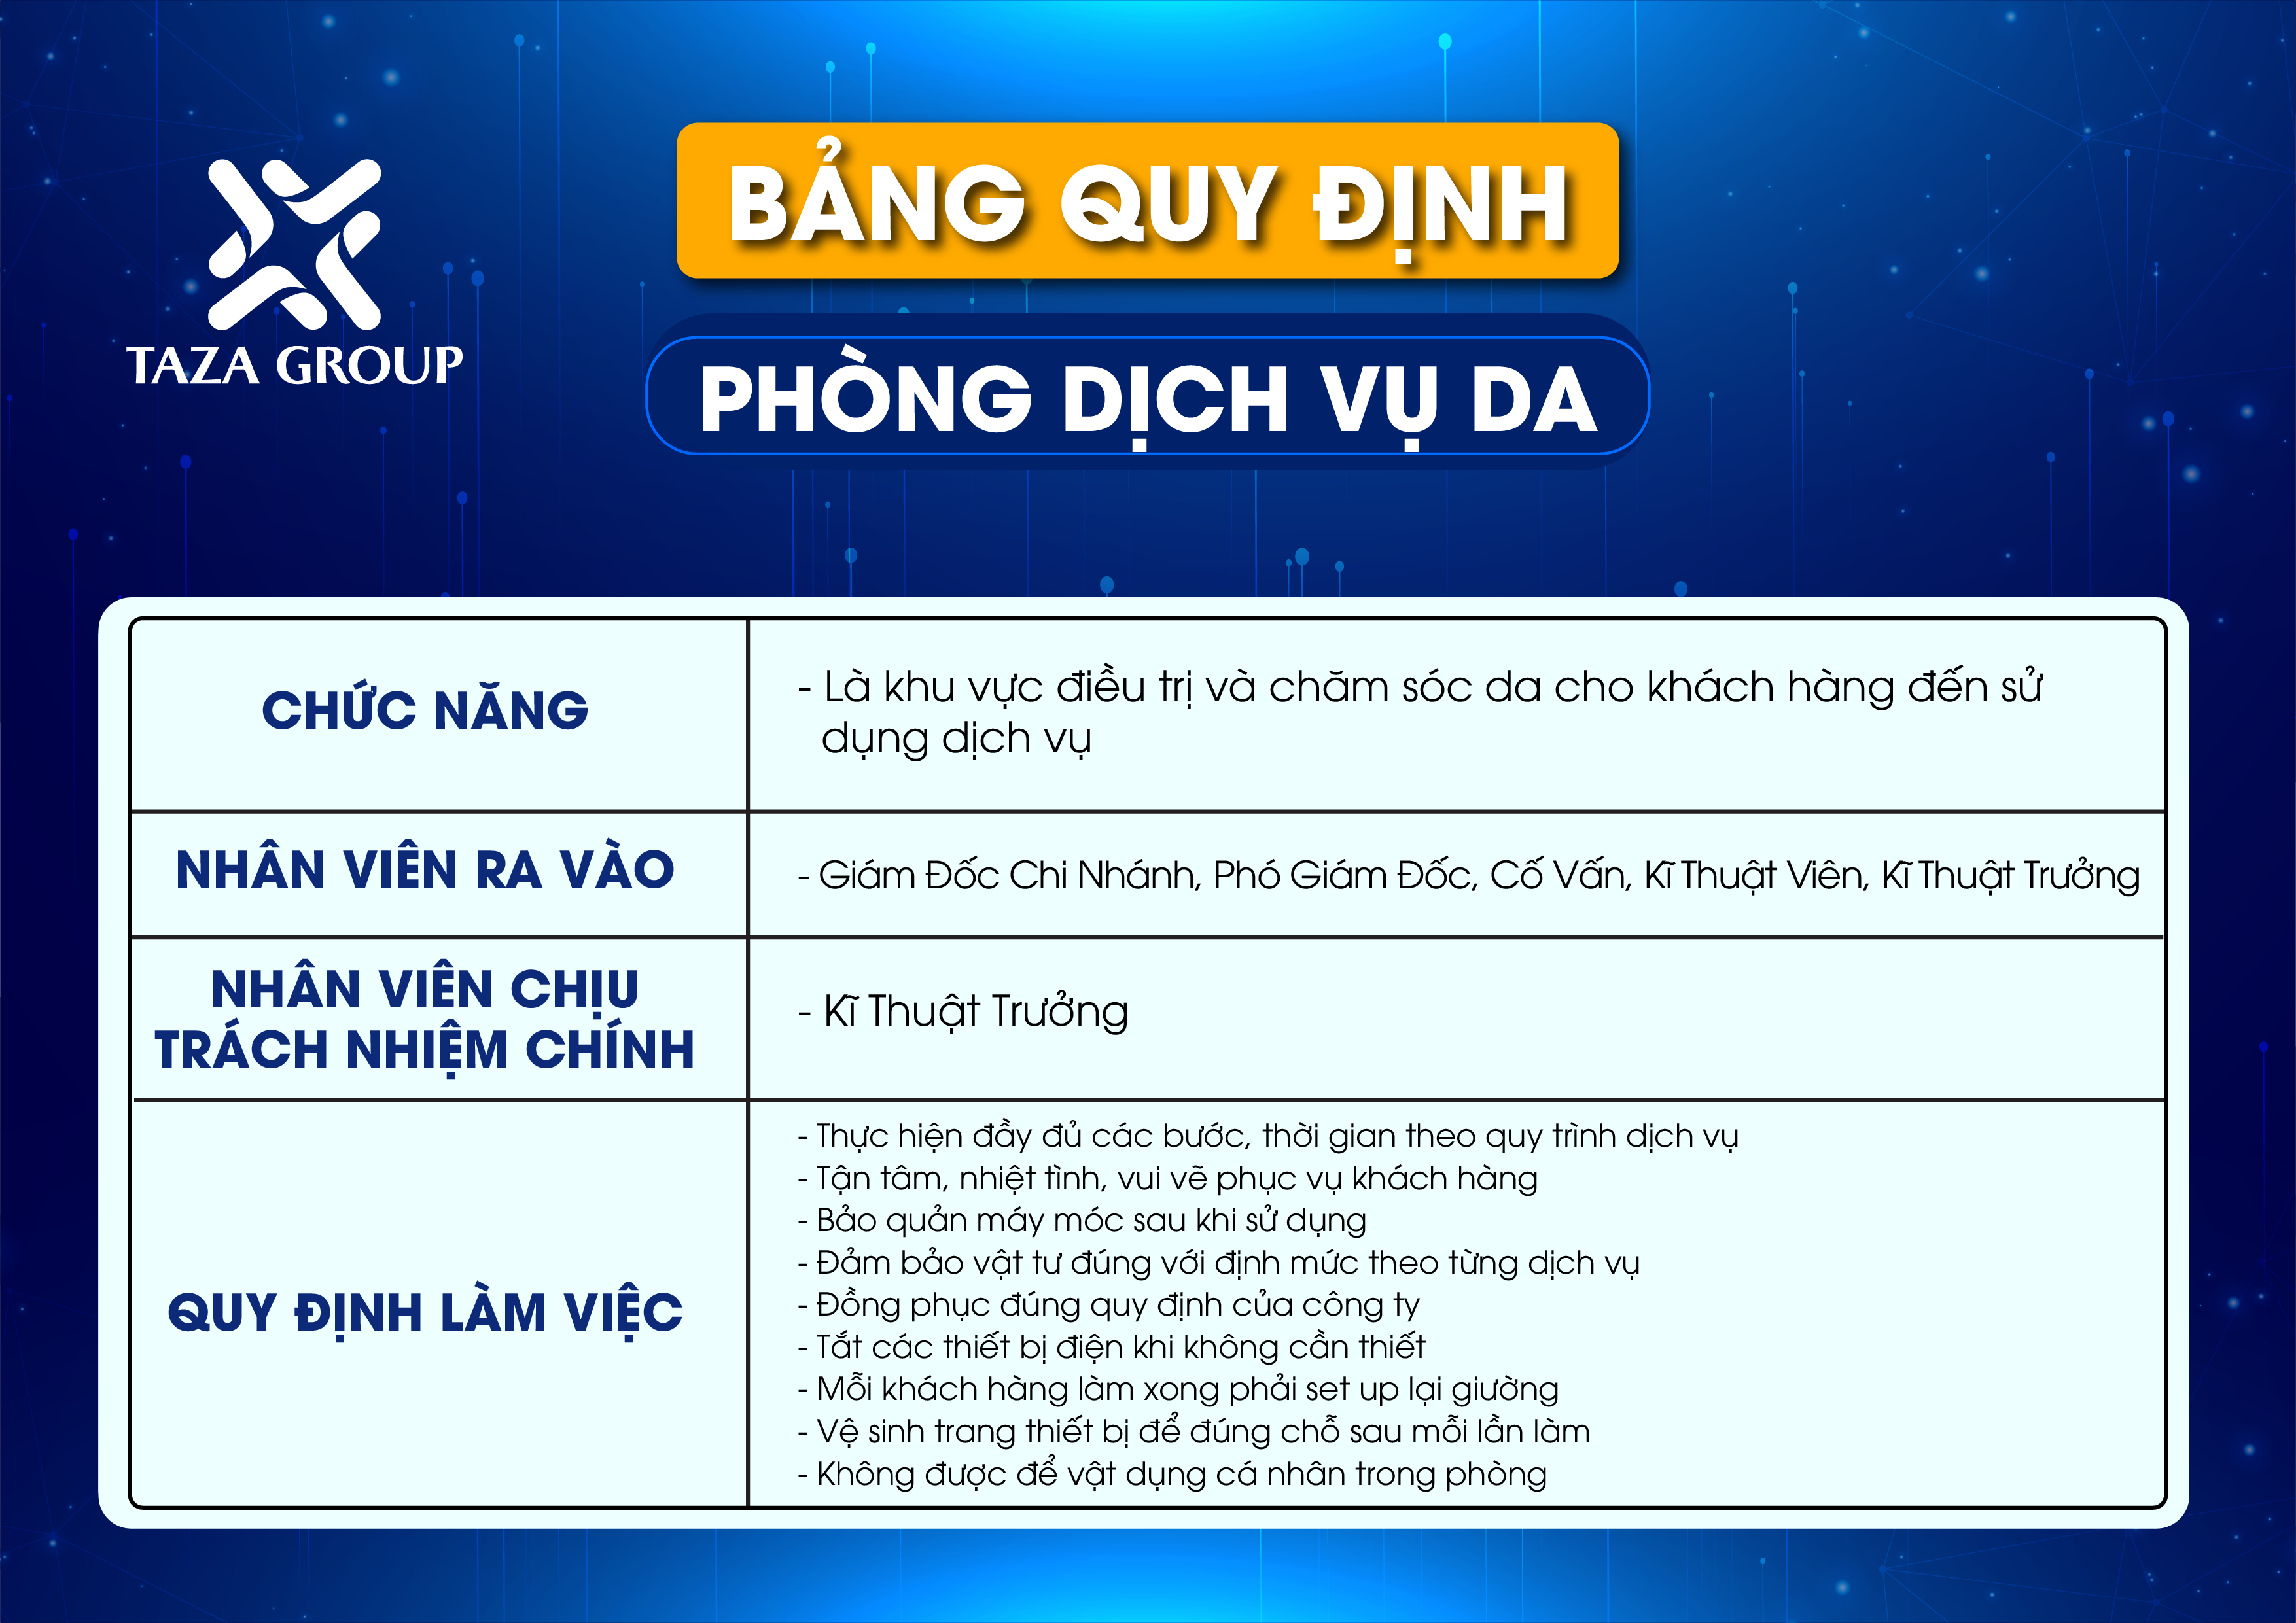 TAZA GROUP
BẢNG QUY ĐỊNH
PHÒNG DỊCH VỤ DA
CHỨC NĂNG
- Là khu vực điều trị và chăm sóc da cho khách hàng đến sử
dụng dịch vụ
NHÂN VIÊN RA VÀO
- Giám Đốc Chi Nhánh, Phó Giám Đốc, Cố Vấn, Kĩ Thuật Viên, Kĩ Thuật Trưởng
NHÂN VIÊN CHỊU
TRÁCH NHIỆM CHÍNH
- Kĩ Thuật Trưởng
QUY ĐỊNH LÀM VIỆC
- Thực hiện đầy đủ các bước, thời gian theo quy trình dịch vụ
- Tận tâm, nhiệt tình, vui vẽ phục vụ khách hàng
- Bảo quản máy móc sau khi sử dụng
- Đảm bảo vật tư đúng với định mức theo từng dịch vụ
- Đồng phục đúng quy định của công ty
- Tắt các thiết bị điện khi không cần thiết
- Mỗi khách hàng làm xong phải set up lại giường
- Vệ sinh trang thiết bị để đúng chỗ sau mỗi lần làm
- Không được để vật dụng cá nhân trong phòng